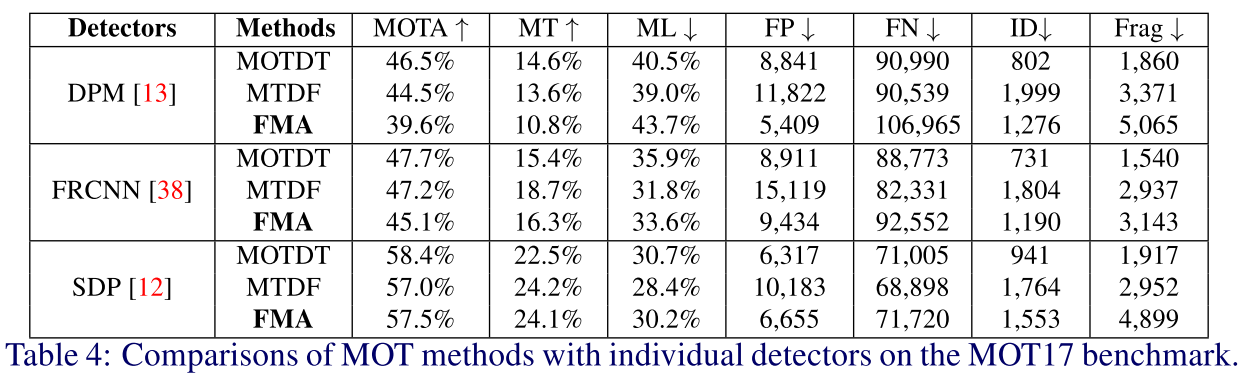 Detectors Methods MOTA ↑ MT ↑ ML ↓ FP ↓ FN ↓ ID↓ Frag ↓
MOTDT 46.5% 14.6% 40.5% 8,841 90,990 802 1,860
DPM [13] MTDF 44.5% 13.6% 39.0% 11,822 90,539 1,999 3,371
FMA 39.6% 10.8% 43.7% 5,409 106,965 1,276 5,065
MOTDT 47.7% 15.4% 35.9% 8,911 88,773 731 1,540
FRCNN [38] MTDF 47.2% 18.7% 31.8% 15,119 82,331 1,804 2,937
FMA 45.1% 16.3% 33.6% 9,434 92,552 1,190 3,143
MOTDT 58.4% 22.5% 30.7% 6,317 71,005 941 1,917
SDP [12] MTDF 57.0% 24.2% 28.4% 10,183 68,898 1,764 2,952
FMA 57.5% 24.1% 30.2% 6,655 71,720 1,553 4,899
Table 4: Comparisons of MOT methods with individual detectors on the MOT17 benchmark.